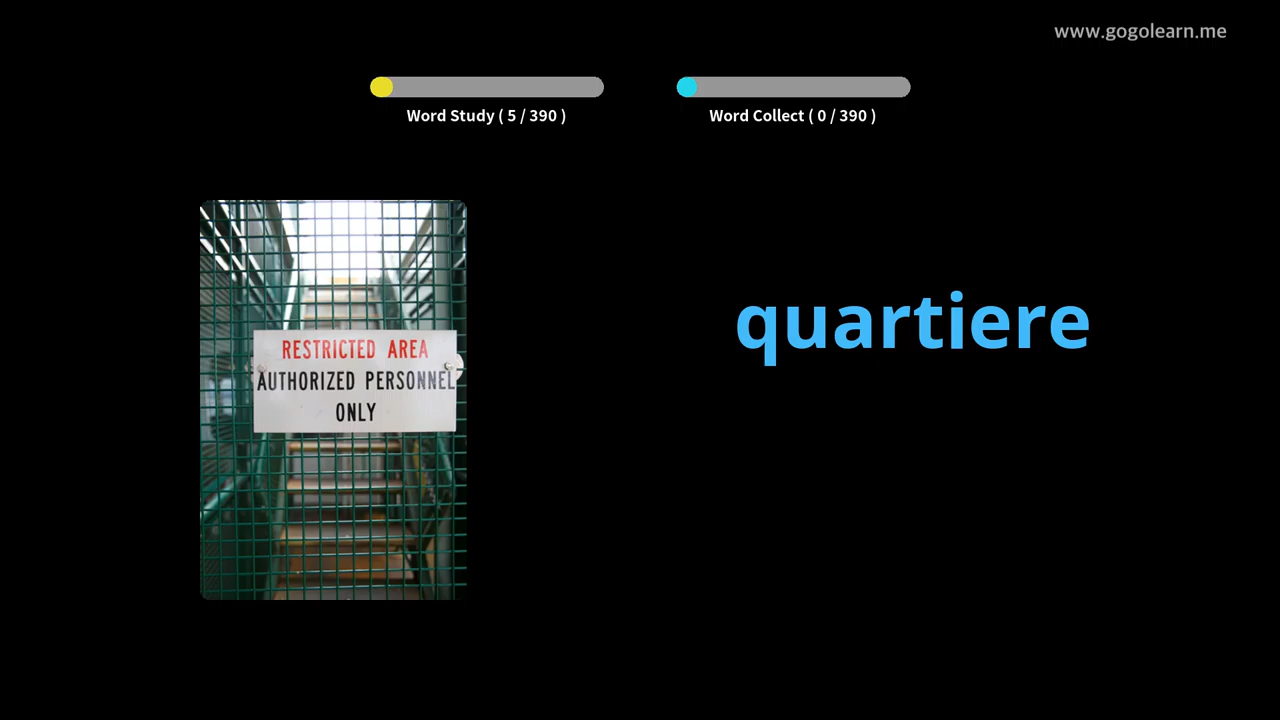 www.gogolearn.me
Word Study ( 5 / 390 )
Word Collect ( 0 / 390 )
RESTRICTED AREA
AUTHORIZED PERSONNEL
ONLY
quartiere